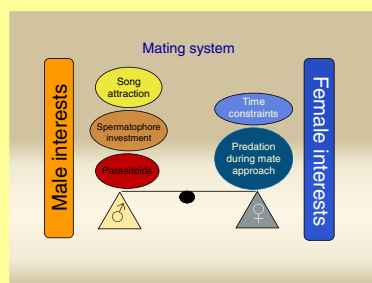 Mating system
Male interests
Song
attraction
Spermatophore
investment
Parasitoids
♂
Time
constraints
Predation
during mate
approach
♀
Female interests